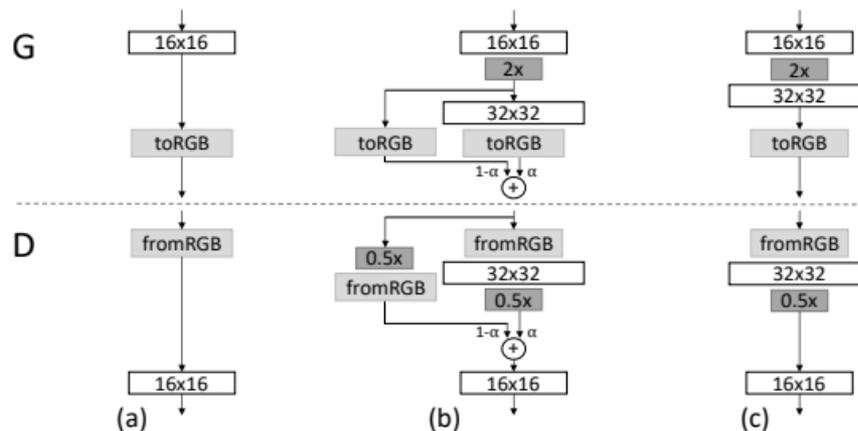 G
16x16
toRGB
16x16
2x
32x32
toRGB
toRGB
1-α
α
+
16x16
2x
32x32
toRGB
D
fromRGB
16x16
(a)
0.5x
fromRGB
fromRGB
32x32
0.5x
1-α
α
+
16x16
(b)
fromRGB
32x32
0.5x
16x16
(c)